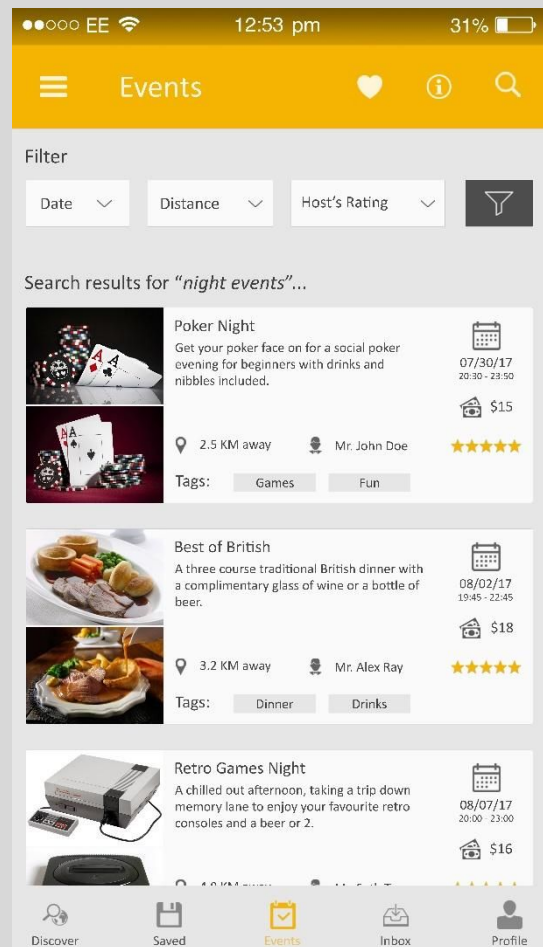 EE 12:53 pm 31%
Events
Filter
Date Distance Host's Rating
Search results for "night events"...
Poker Night
Get your poker face on for a social poker
evening for beginners with drinks and
nibbles included.
07/30/17
20:30 - 23:50
$15
2.5 KM away Mr. John Doe
Tags: Games Fun
Best of British
A three course traditional British dinner with
a complimentary glass of wine or a bottle of
beer.
08/02/17
19:45 - 22:45
$18
3.2 KM away Mr. Alex Ray
Tags: Dinner Drinks
Retro Games Night
A chilled out afternoon, taking a trip down
memory lane to enjoy your favourite retro
consoles and a beer or 2.
08/07/17
20:00 - 23:00
$16
Discover Saved Events Inbox Profile